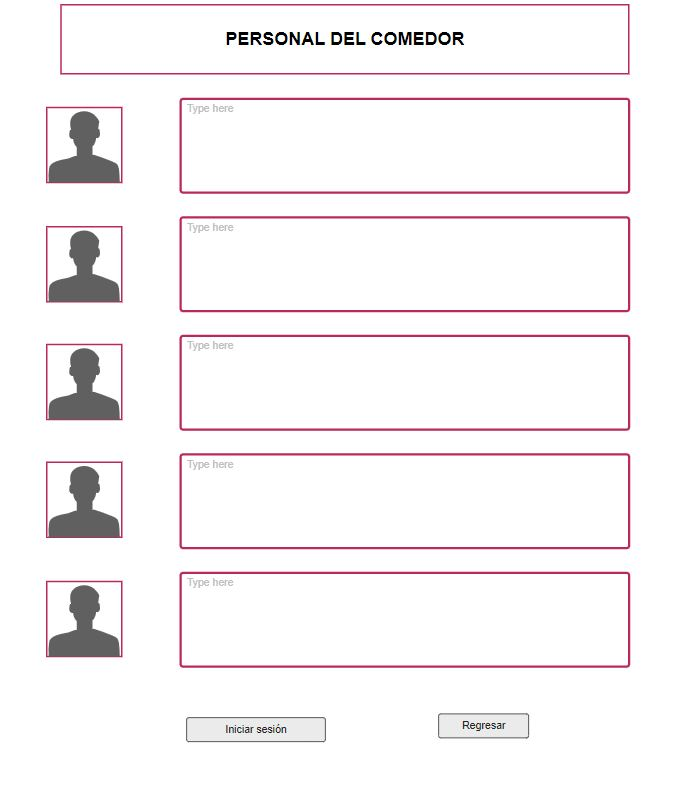 PERSONAL DEL COMEDOR
Type here
Type here
Type here
Type here
Type here
Iniciar sesión
Regresar